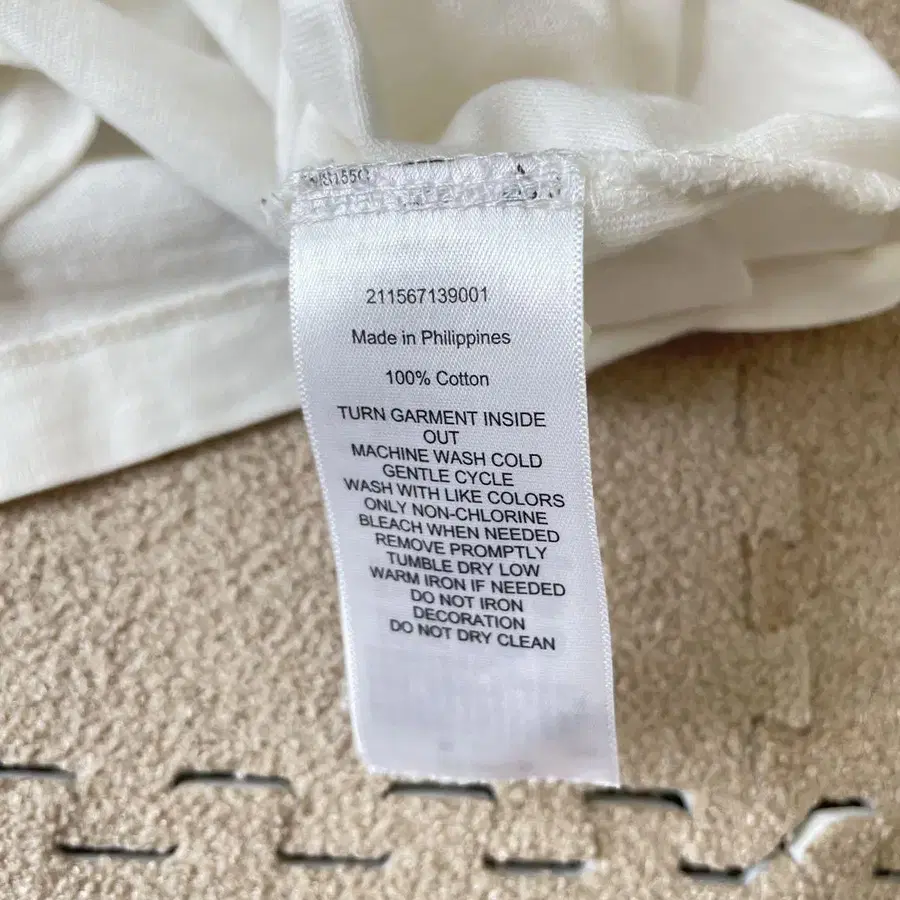 211567139001
Made in Philippines
100% Cotton
TURN GARMENT INSIDE
OUT
MACHINE WASH COLD
GENTLE CYCLE
WASH WITH LIKE COLORS
ONLY NON-CHLORINE
BLEACH WHEN NEEDED
REMOVE PROMPTLY
TUMBLE DRY LOW
WARM IRON IF NEEDED
DO NOT IRON
DECORATION
DO NOT DRY CLEAN